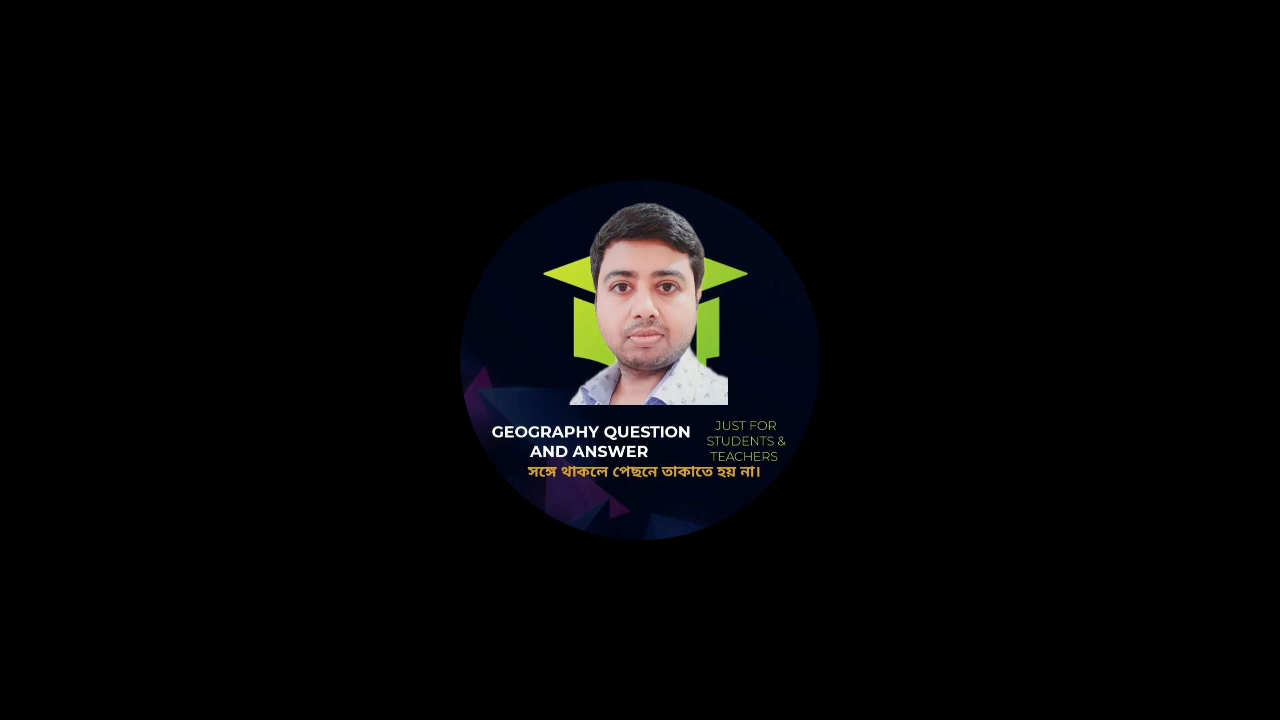 GEOGRAPHY QUESTION
AND ANSWER
JUST FOR
STUDENTS &
TEACHERS
সঙ্গে থাকলে পেছনে তাকাতে হয় না।